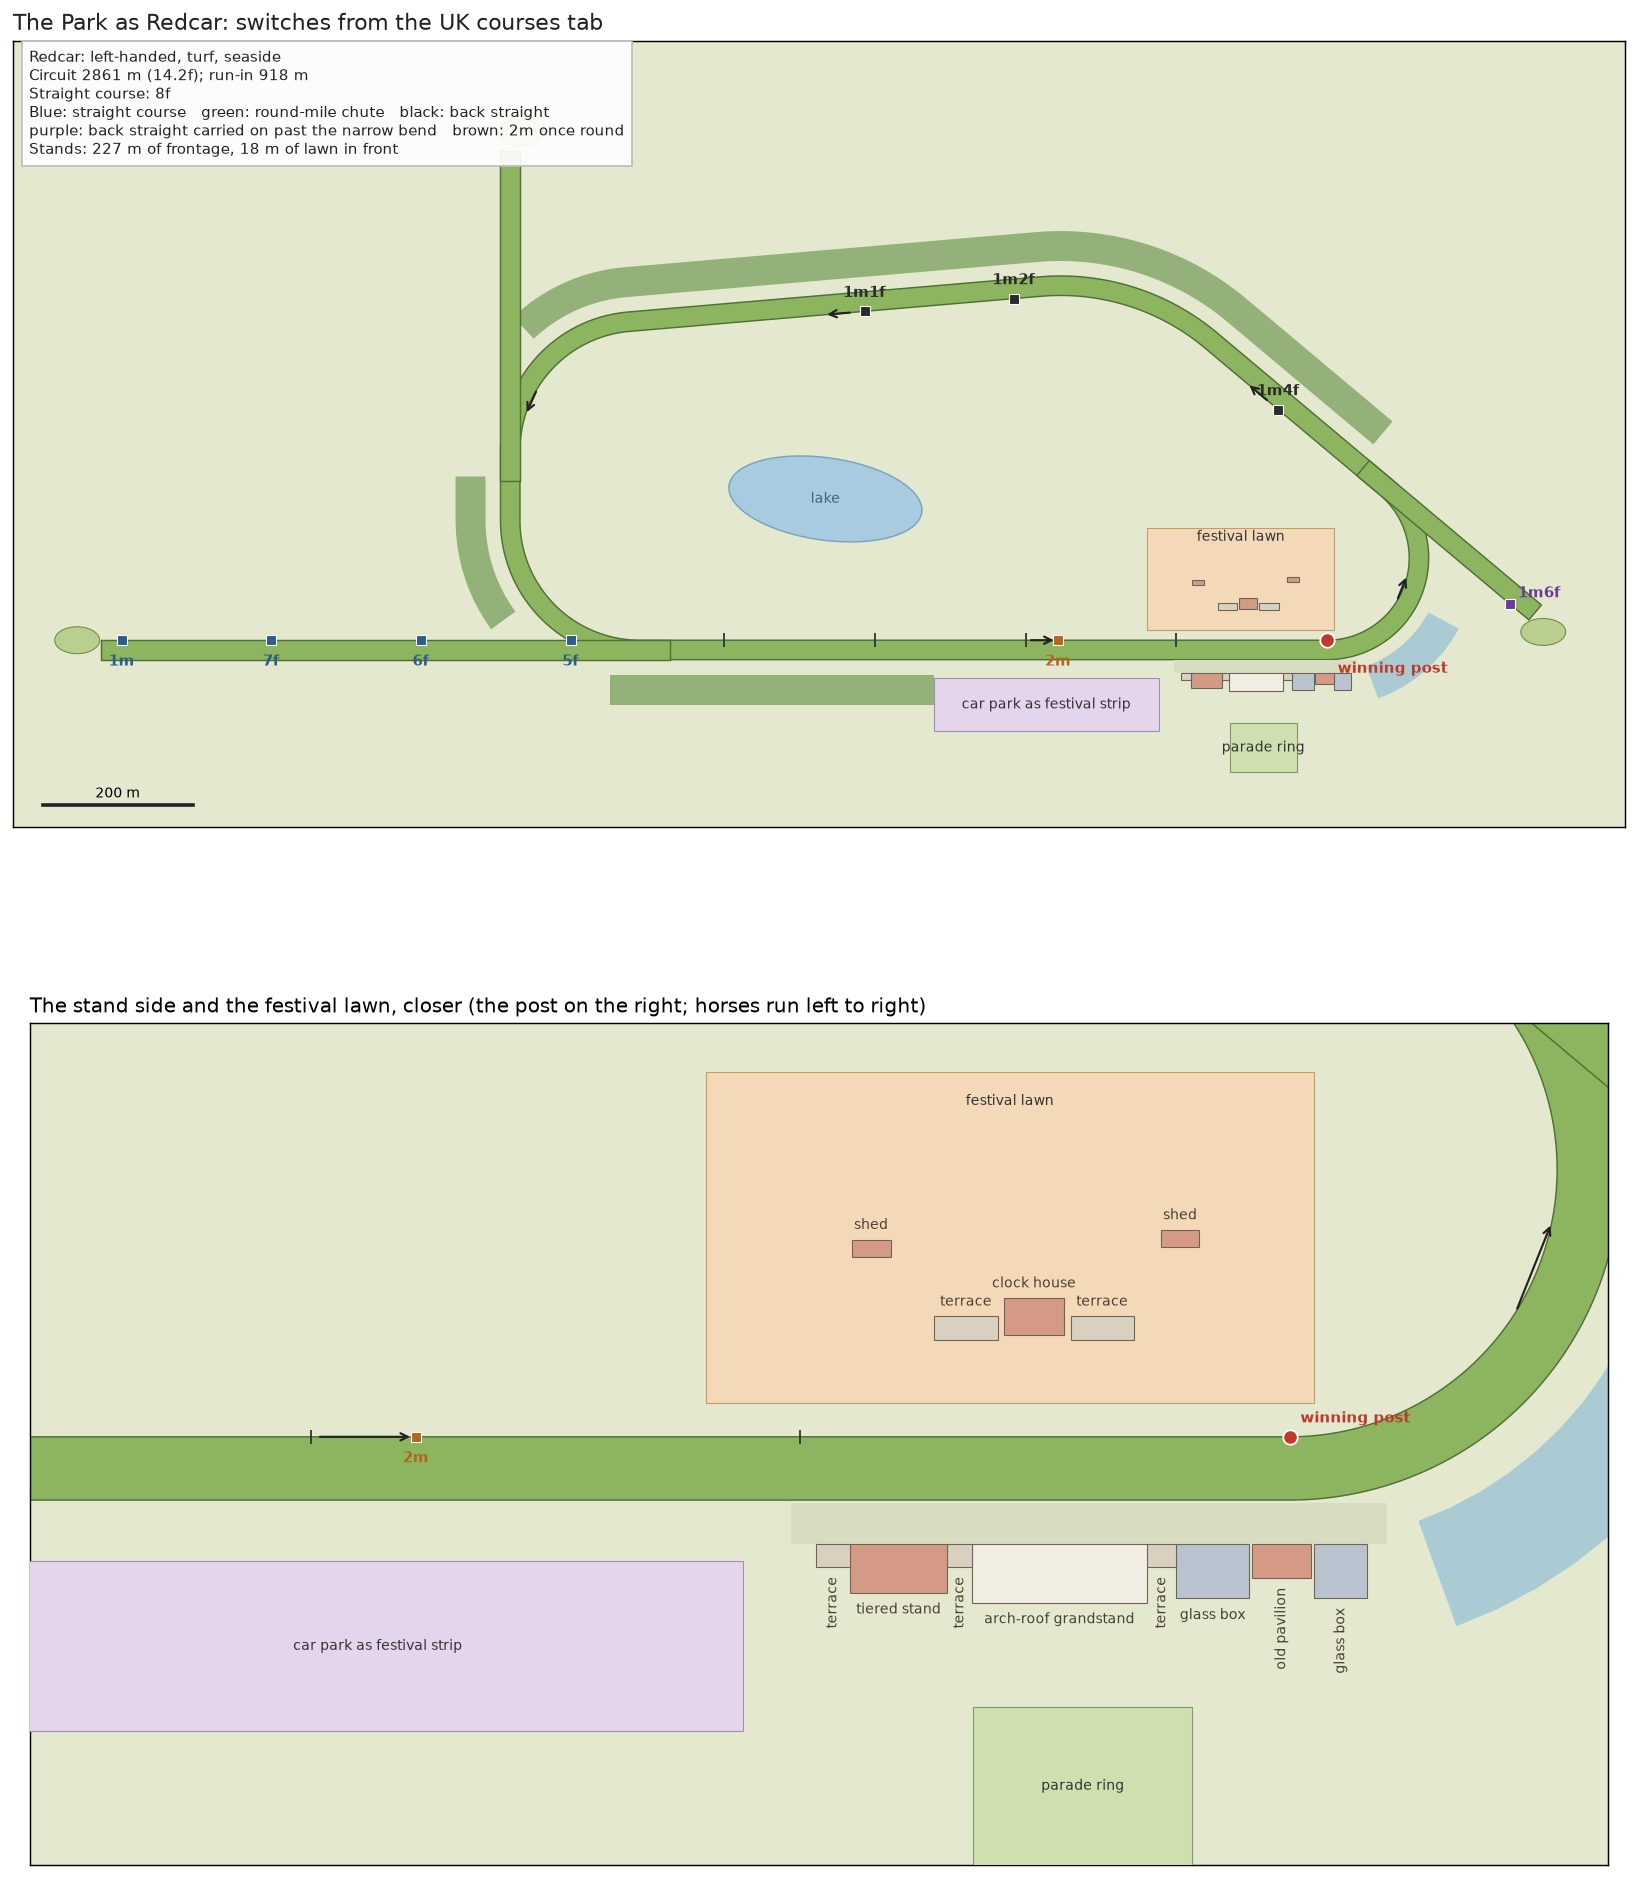 The Park as Redcar: switches from the UK courses tab
Redcar: left-handed, turf, seaside
Circuit 2861 m (14.2f); run-in 918 m
Straight course: 8f
Blue: straight course   green: round-mile chute   black: back straight
purple: back straight carried on past the narrow bend   brown: 2m once round
Stands: 227 m of frontage, 18 m of lawn in front
1m2f
1m1f
1m4f
lake
festival lawn
1m6f
1m
7f
6f
5f
2m
winning post
car park as festival strip
parade ring
200 m
The stand side and the festival lawn, closer (the post on the right; horses run left to right)
festival lawn
shed
shed
clock house
terrace
terrace
winning post
2m
terrace
tiered stand
terrace
arch-roof grandstand
terrace
glass box
old pavilion
glass box
car park as festival strip
parade ring